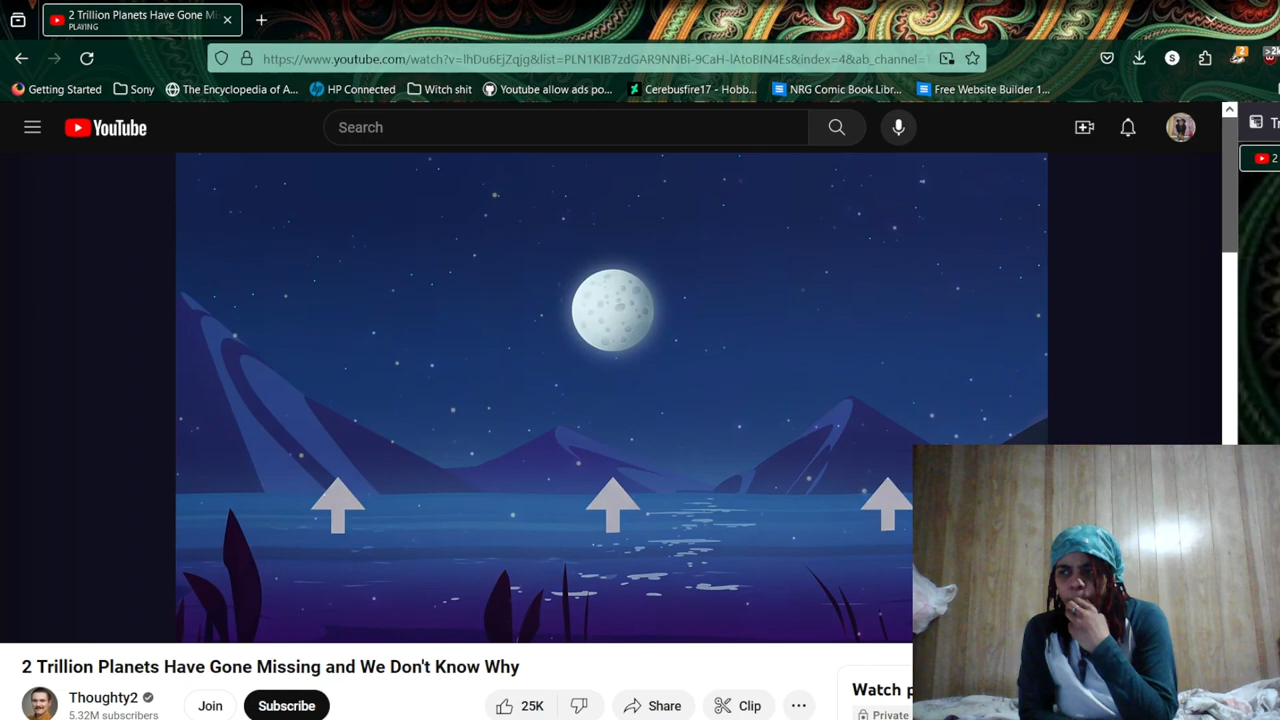 2 Trillion Planets Have Gone Mi
PLAYING
https://www.youtube.com/watch?v=lhDu6EjZqjg&list=PLN1KIB7zdGAR9NNBi-9CaH-lAtoBIN4Es&index=4&ab_channel=
2
Getting Started Sony The Encyclopedia of A... HP Connected Witch shit Youtube allow ads po... Cerebusfire17 - Hobb... NRG Comic Book Libr... Free Website Builder 1...
YouTube Search
2
2 Trillion Planets Have Gone Missing and We Don't Know Why
Thoughty2
5.32M subscribers
Join Subscribe 25K Share Clip
Watch p
Private